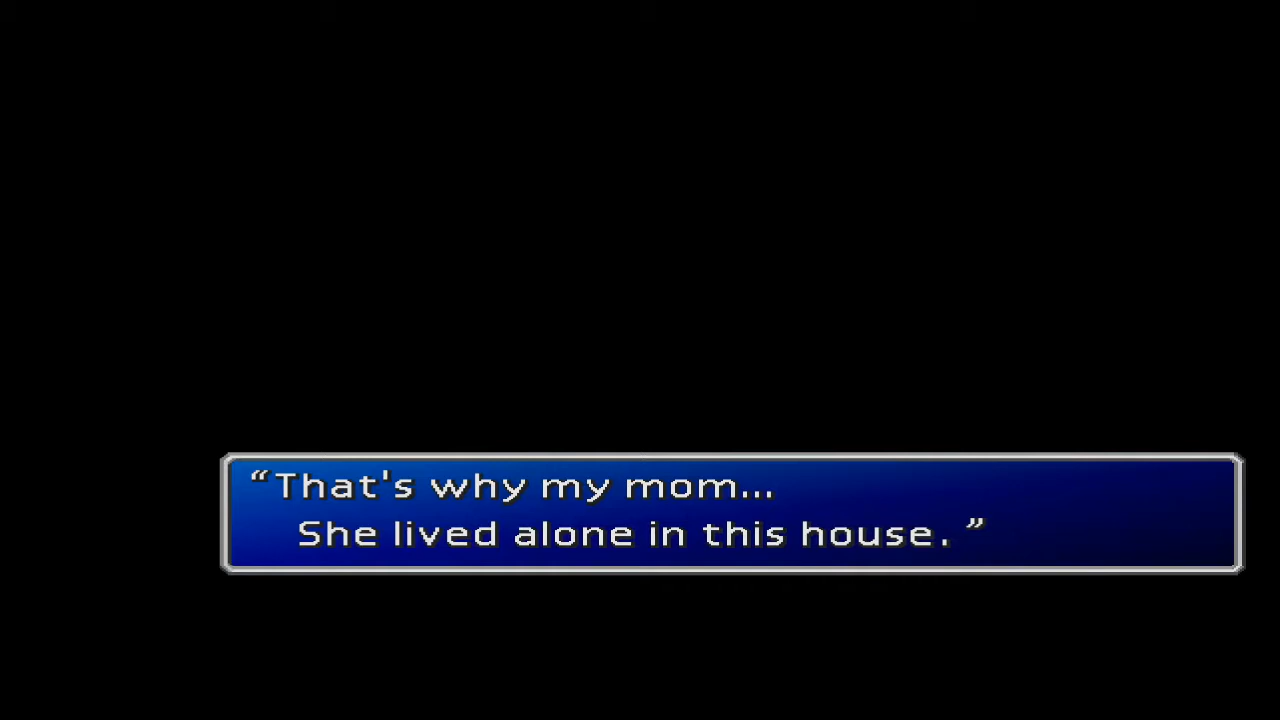 “That's why my mom...
She lived alone in this house. ”